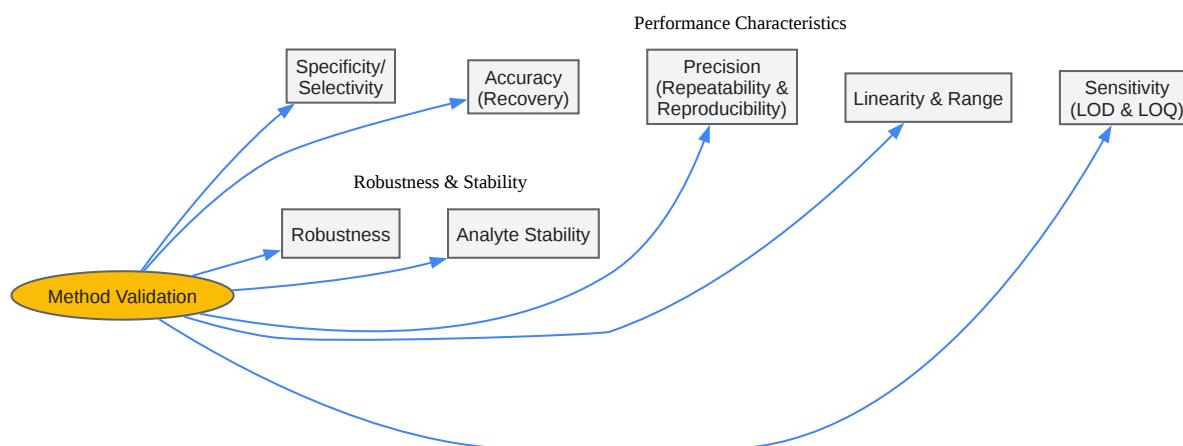 Performance Characteristics
Specificity/
Selectivity
Accuracy
(Recovery)
Precision
(Repeatability &
Reproducibility)
Linearity & Range
Sensitivity
(LOD & LOQ)
Robustness & Stability
Robustness
Analyte Stability
Method Validation